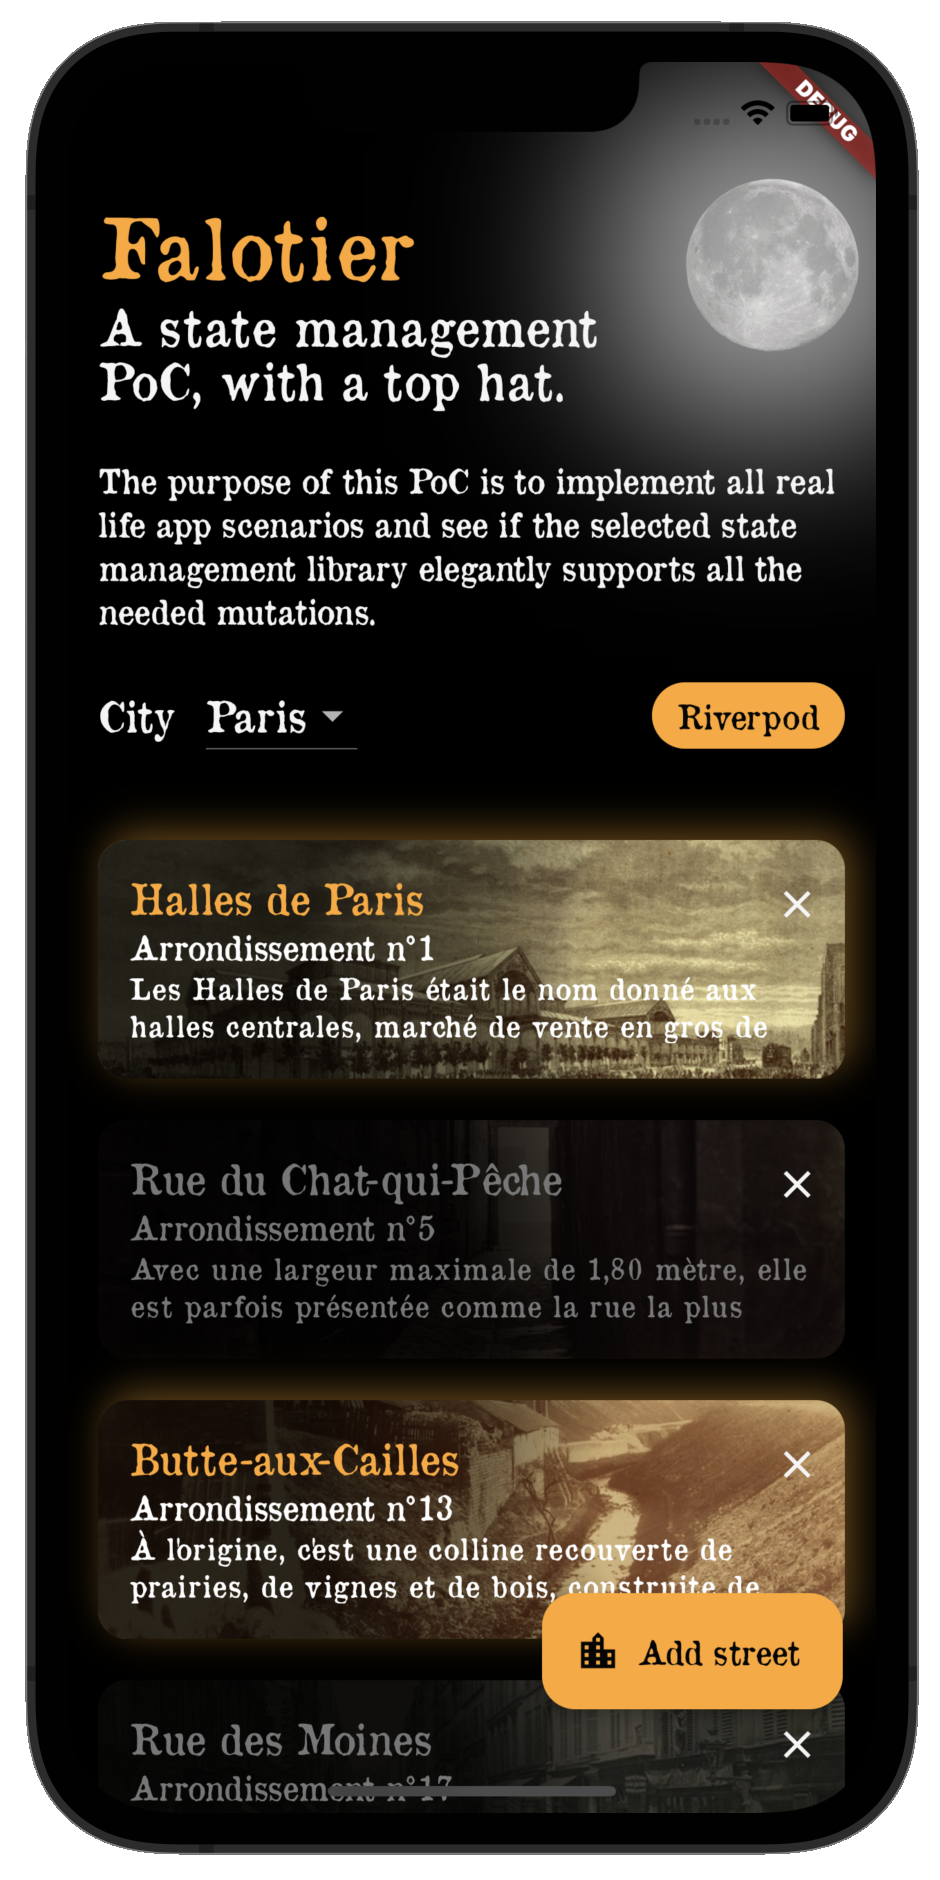 DEBUG
Falotier
A state management
PoC, with a top hat.
The purpose of this PoC is to implement all real
life app scenarios and see if the selected state
management library elegantly supports all the
needed mutations.
City Paris Riverpod
Halles de Paris
Arrondissement n°1
Les Halles de Paris était le nom donné aux
halles centrales, marché de vente en gros de
Rue du Chat-qui-Pêche
Arrondissement n°5
Avec une largeur maximale de 1,80 mètre, elle
est parfois présentée comme la rue la plus
Butte-aux-Cailles
Arrondissement n°13
À l'origine, c'est une colline recouverte de
prairies, de vignes et de bois, construite de
Add street
Rue des Moines
Arrondissement n°17